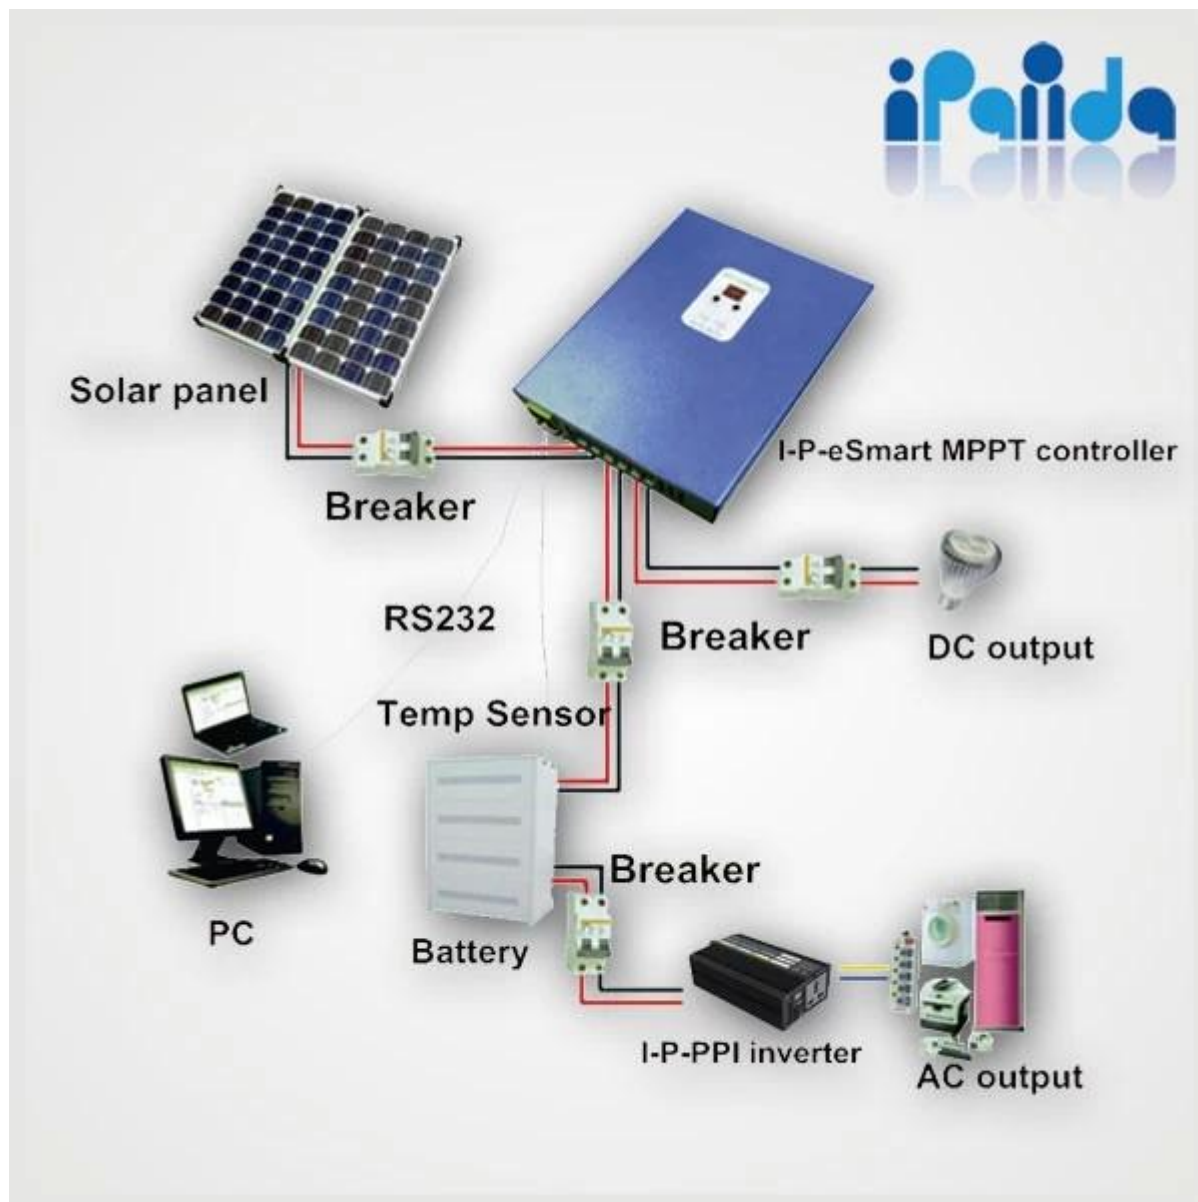 iPaiida
Solar panel
I-P-eSmart MPPT controller
Breaker
RS232
Breaker
DC output
Temp Sensor
Breaker
PC
Battery
I-P-PPI inverter
AC output